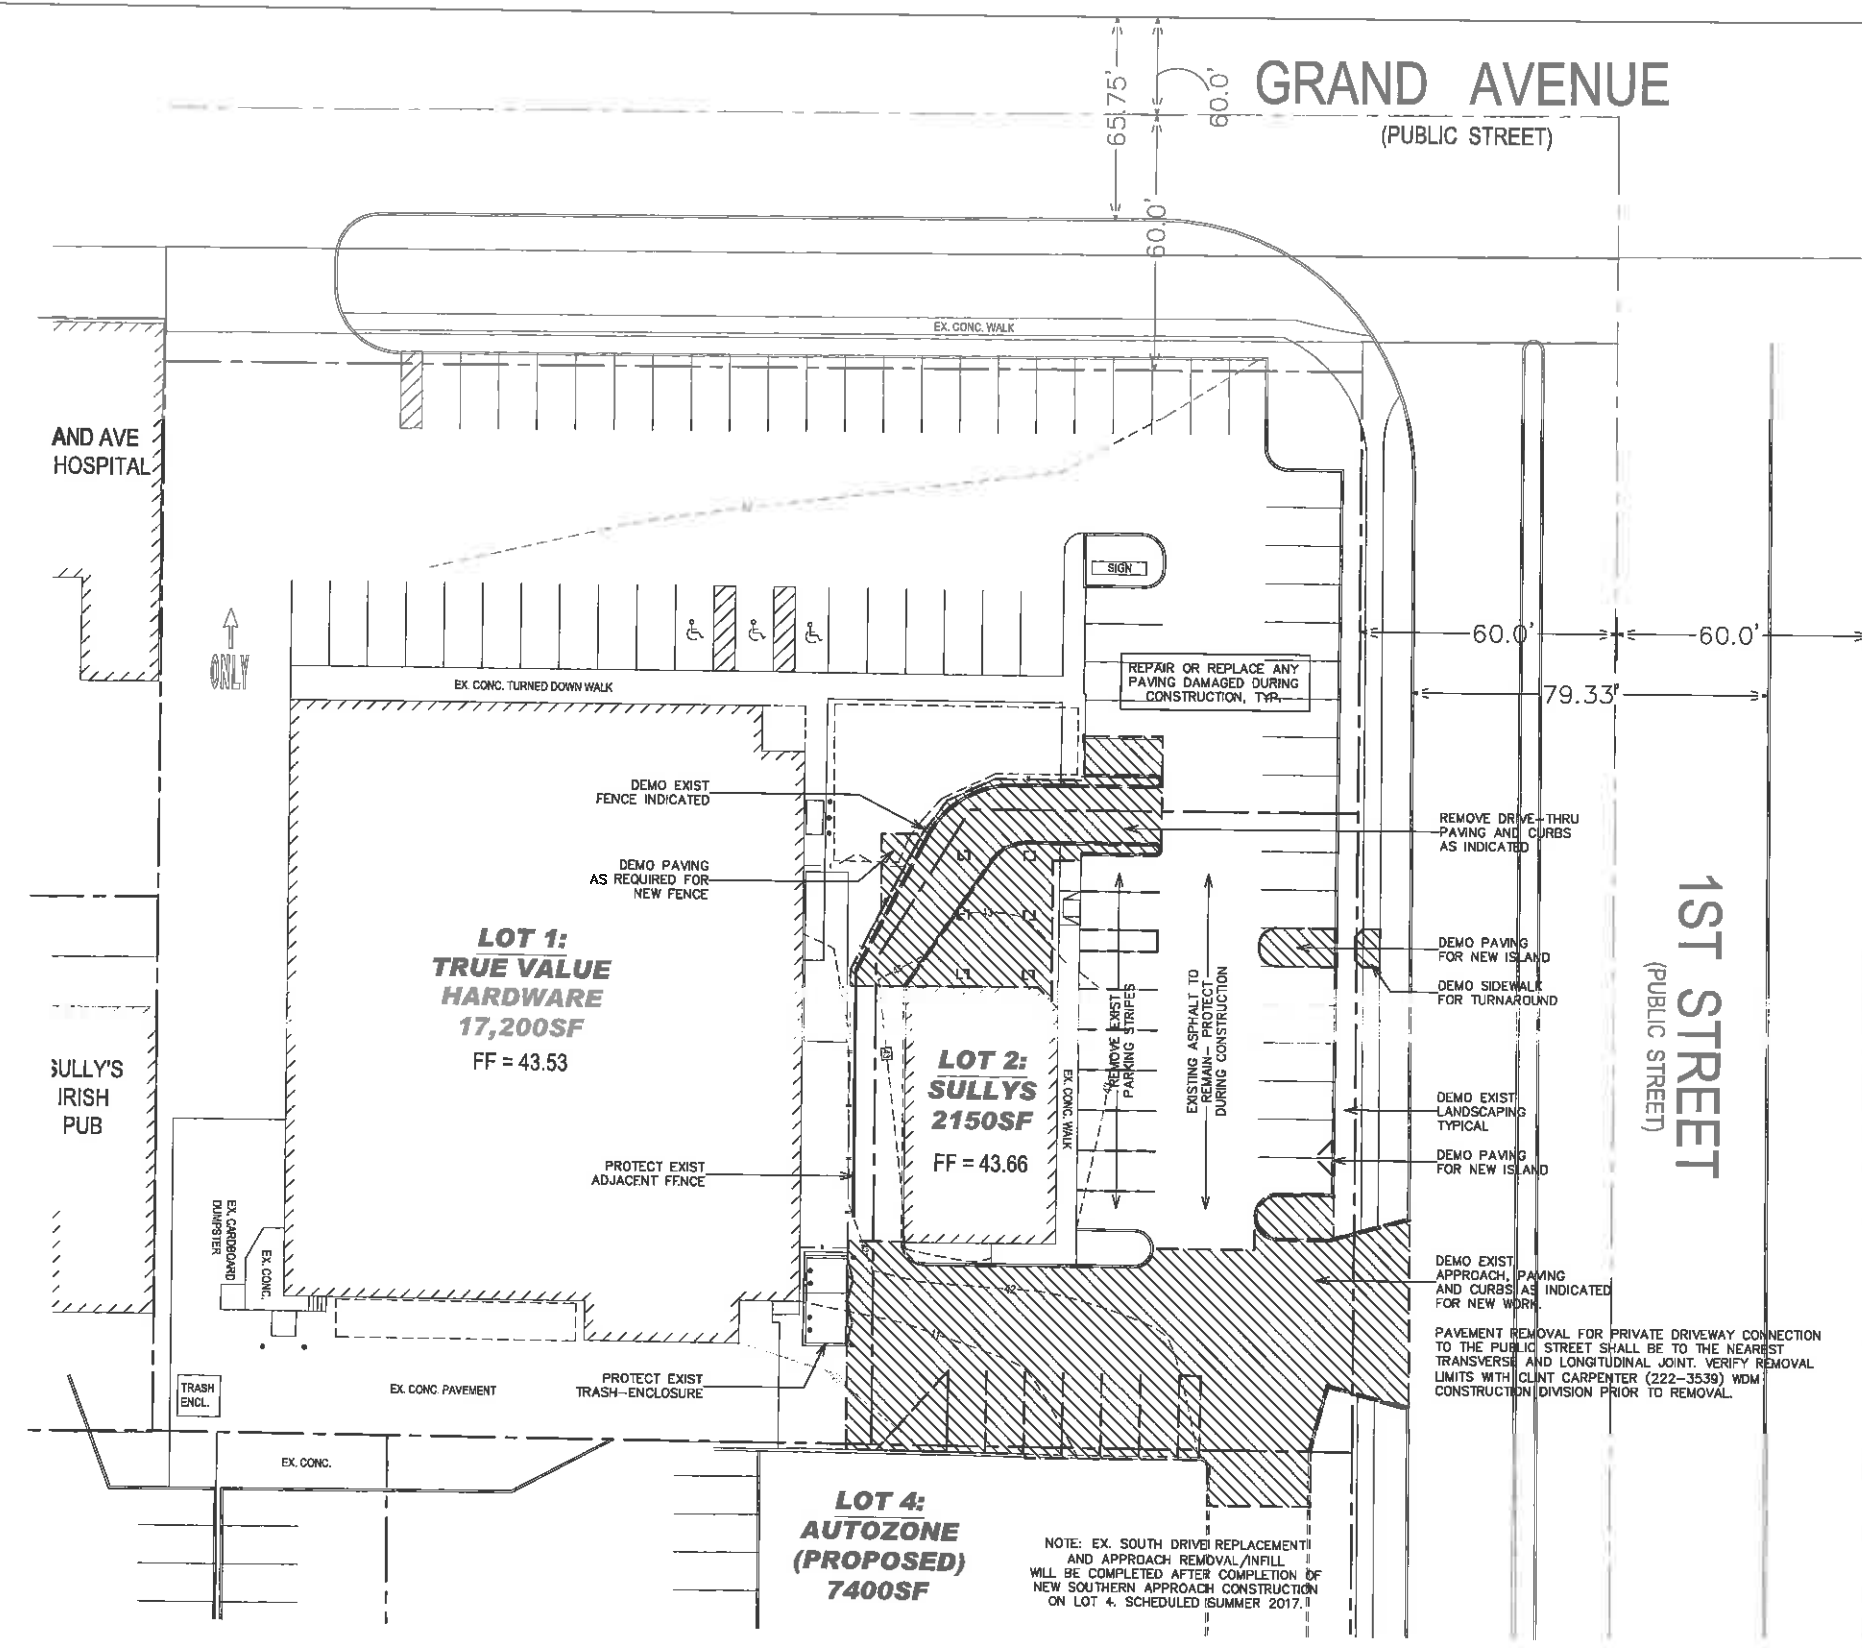 GRAND AVENUE
(PUBLIC STREET)
65.75'
60.0'
60.0'
EX. CONC. WALK
AND AVE
HOSPITAL
SIGN
ONLY
60.0'
60.0'
79.33'
EX. CONC. TURNED DOWN WALK
REPAIR OR REPLACE ANY
PAVING DAMAGED DURING
CONSTRUCTION, TYP.
DEMO EXIST
FENCE INDICATED
DEMO PAVING
AS REQUIRED FOR
NEW FENCE
REMOVE DRIVE-THRU
PAVING AND CURBS
AS INDICATED
LOT 1:
TRUE VALUE
HARDWARE
17,200SF
FF = 43.53
DEMO PAVING
FOR NEW ISLAND
DEMO SIDEWALK
FOR TURNAROUND
1ST STREET
(PUBLIC STREET)
REMOVE EXIST
PARKING STRIPES
EXISTING ASPHALT TO
REMAIN- PROTECT
DURING CONSTRUCTION
LOT 2:
SULLYS
2150SF
FF = 43.66
EX. CONC. WALK
SULLY'S
IRISH
PUB
DEMO EXIST
LANDSCAPING
TYPICAL
DEMO PAVING
FOR NEW ISLAND
PROTECT EXIST
ADJACENT FENCE
EX. CARDBOARD
DUMPSTER
EX. CONC.
DEMO EXIST
APPROACH, PAVING
AND CURBS AS INDICATED
FOR NEW WORK.
42
41
PAVEMENT REMOVAL FOR PRIVATE DRIVEWAY CONNECTION
TO THE PUBLIC STREET SHALL BE TO THE NEAREST
TRANSVERSE AND LONGITUDINAL JOINT. VERIFY REMOVAL
LIMITS WITH CLINT CARPENTER (222-3539) WDM
CONSTRUCTION DIVISION PRIOR TO REMOVAL.
TRASH
ENCL.
EX. CONC. PAVEMENT
PROTECT EXIST
TRASH-ENCLOSURE
EX. CONC.
LOT 4:
AUTOZONE
(PROPOSED)
7400SF
NOTE: EX. SOUTH DRIVE REPLACEMENT
AND APPROACH REMOVAL/INFILL
WILL BE COMPLETED AFTER COMPLETION OF
NEW SOUTHERN APPROACH CONSTRUCTION
ON LOT 4. SCHEDULED SUMMER 2017.